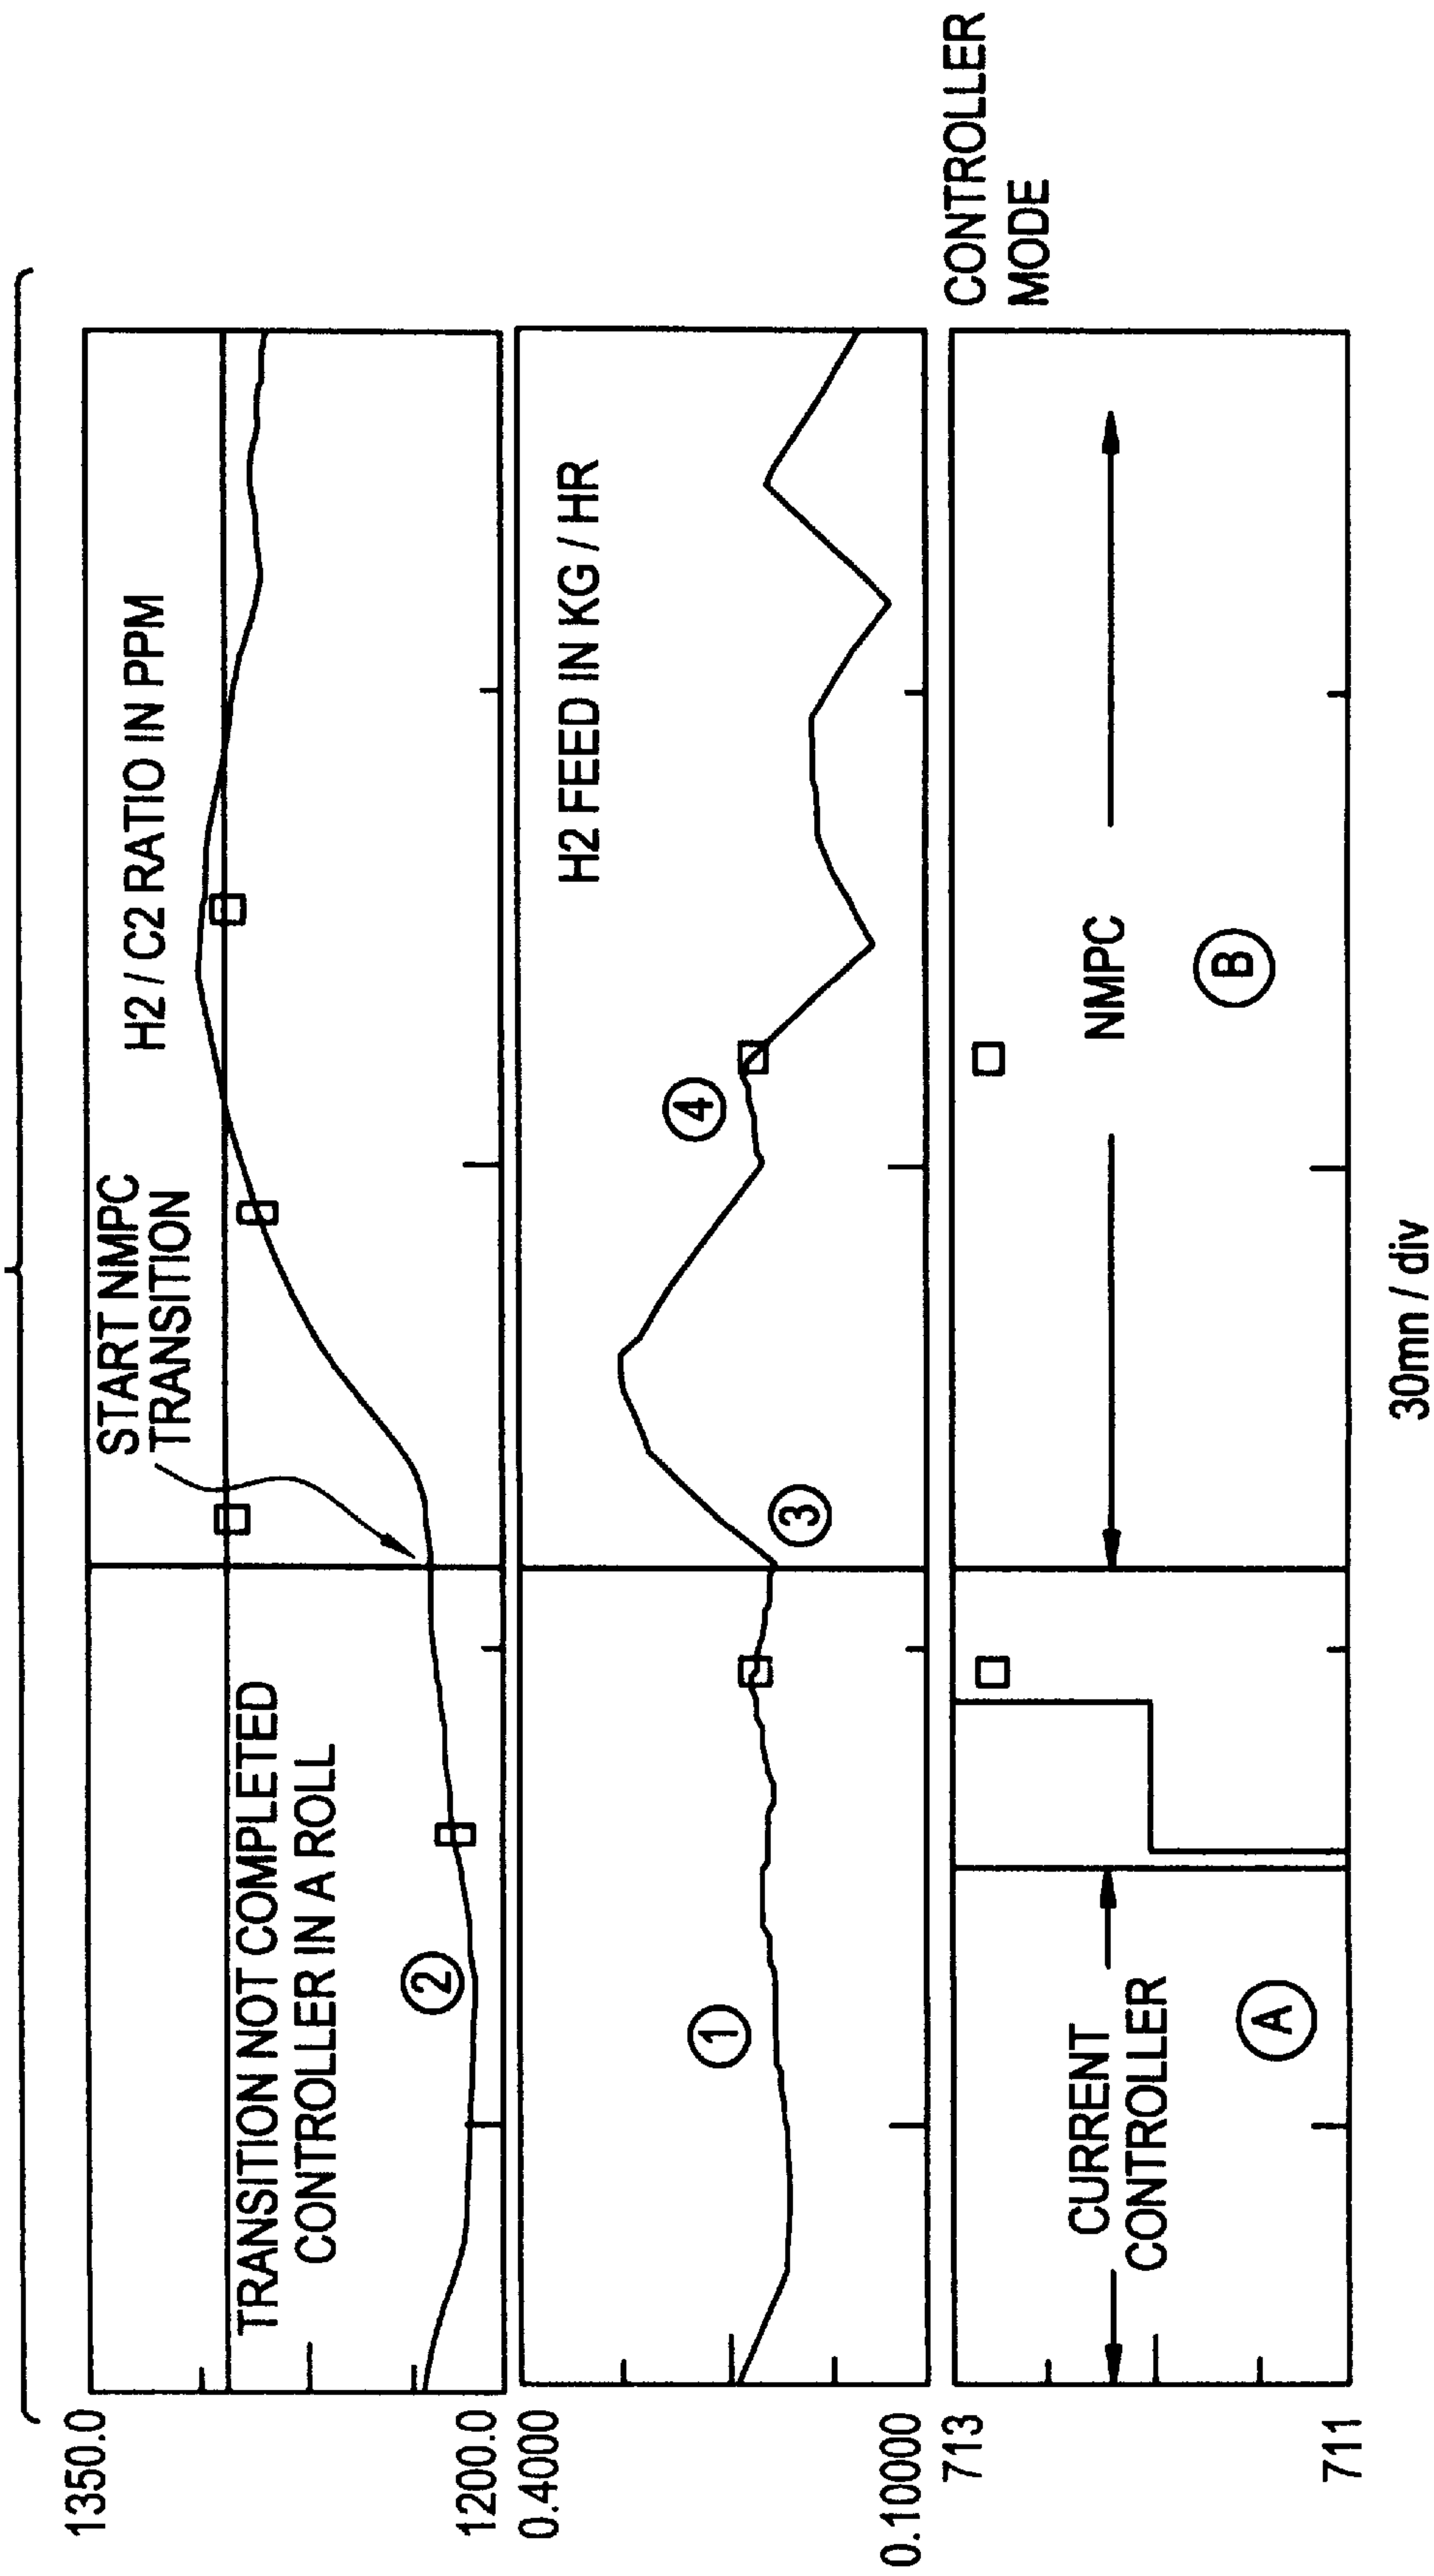 1350.0
1200.0
START NMPC
TRANSITION
H2 / C2 RATIO IN PPM
TRANSITION NOT COMPLETED
CONTROLLER IN A ROLL
2
0.4000
0.10000
H2 FEED IN KG / HR
1
3
4
713
711
CURRENT
CONTROLLER
A
NMPC
B
CONTROLLER
MODE
30mn / div